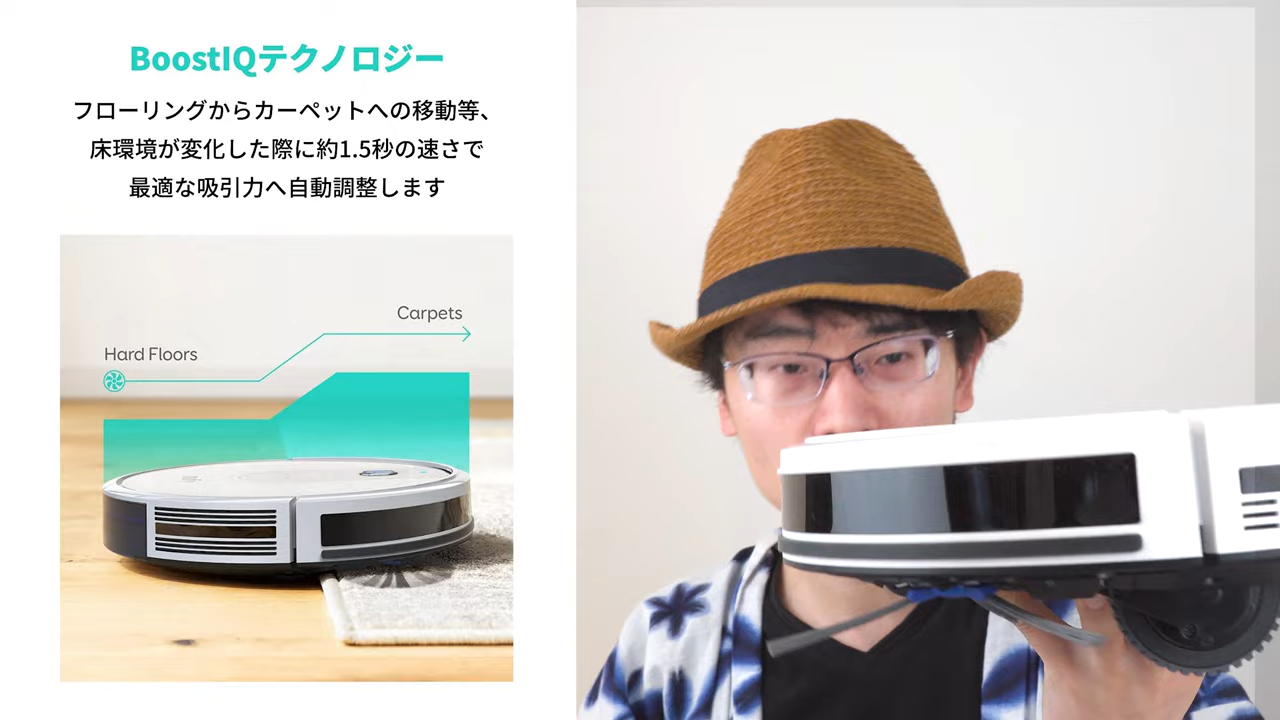 BoostIQテクノロジー
フローリングからカーペットへの移動等、
床環境が変化した際に約1.5秒の速さで
最適な吸引力へ自動調整します
Carpets
Hard Floors